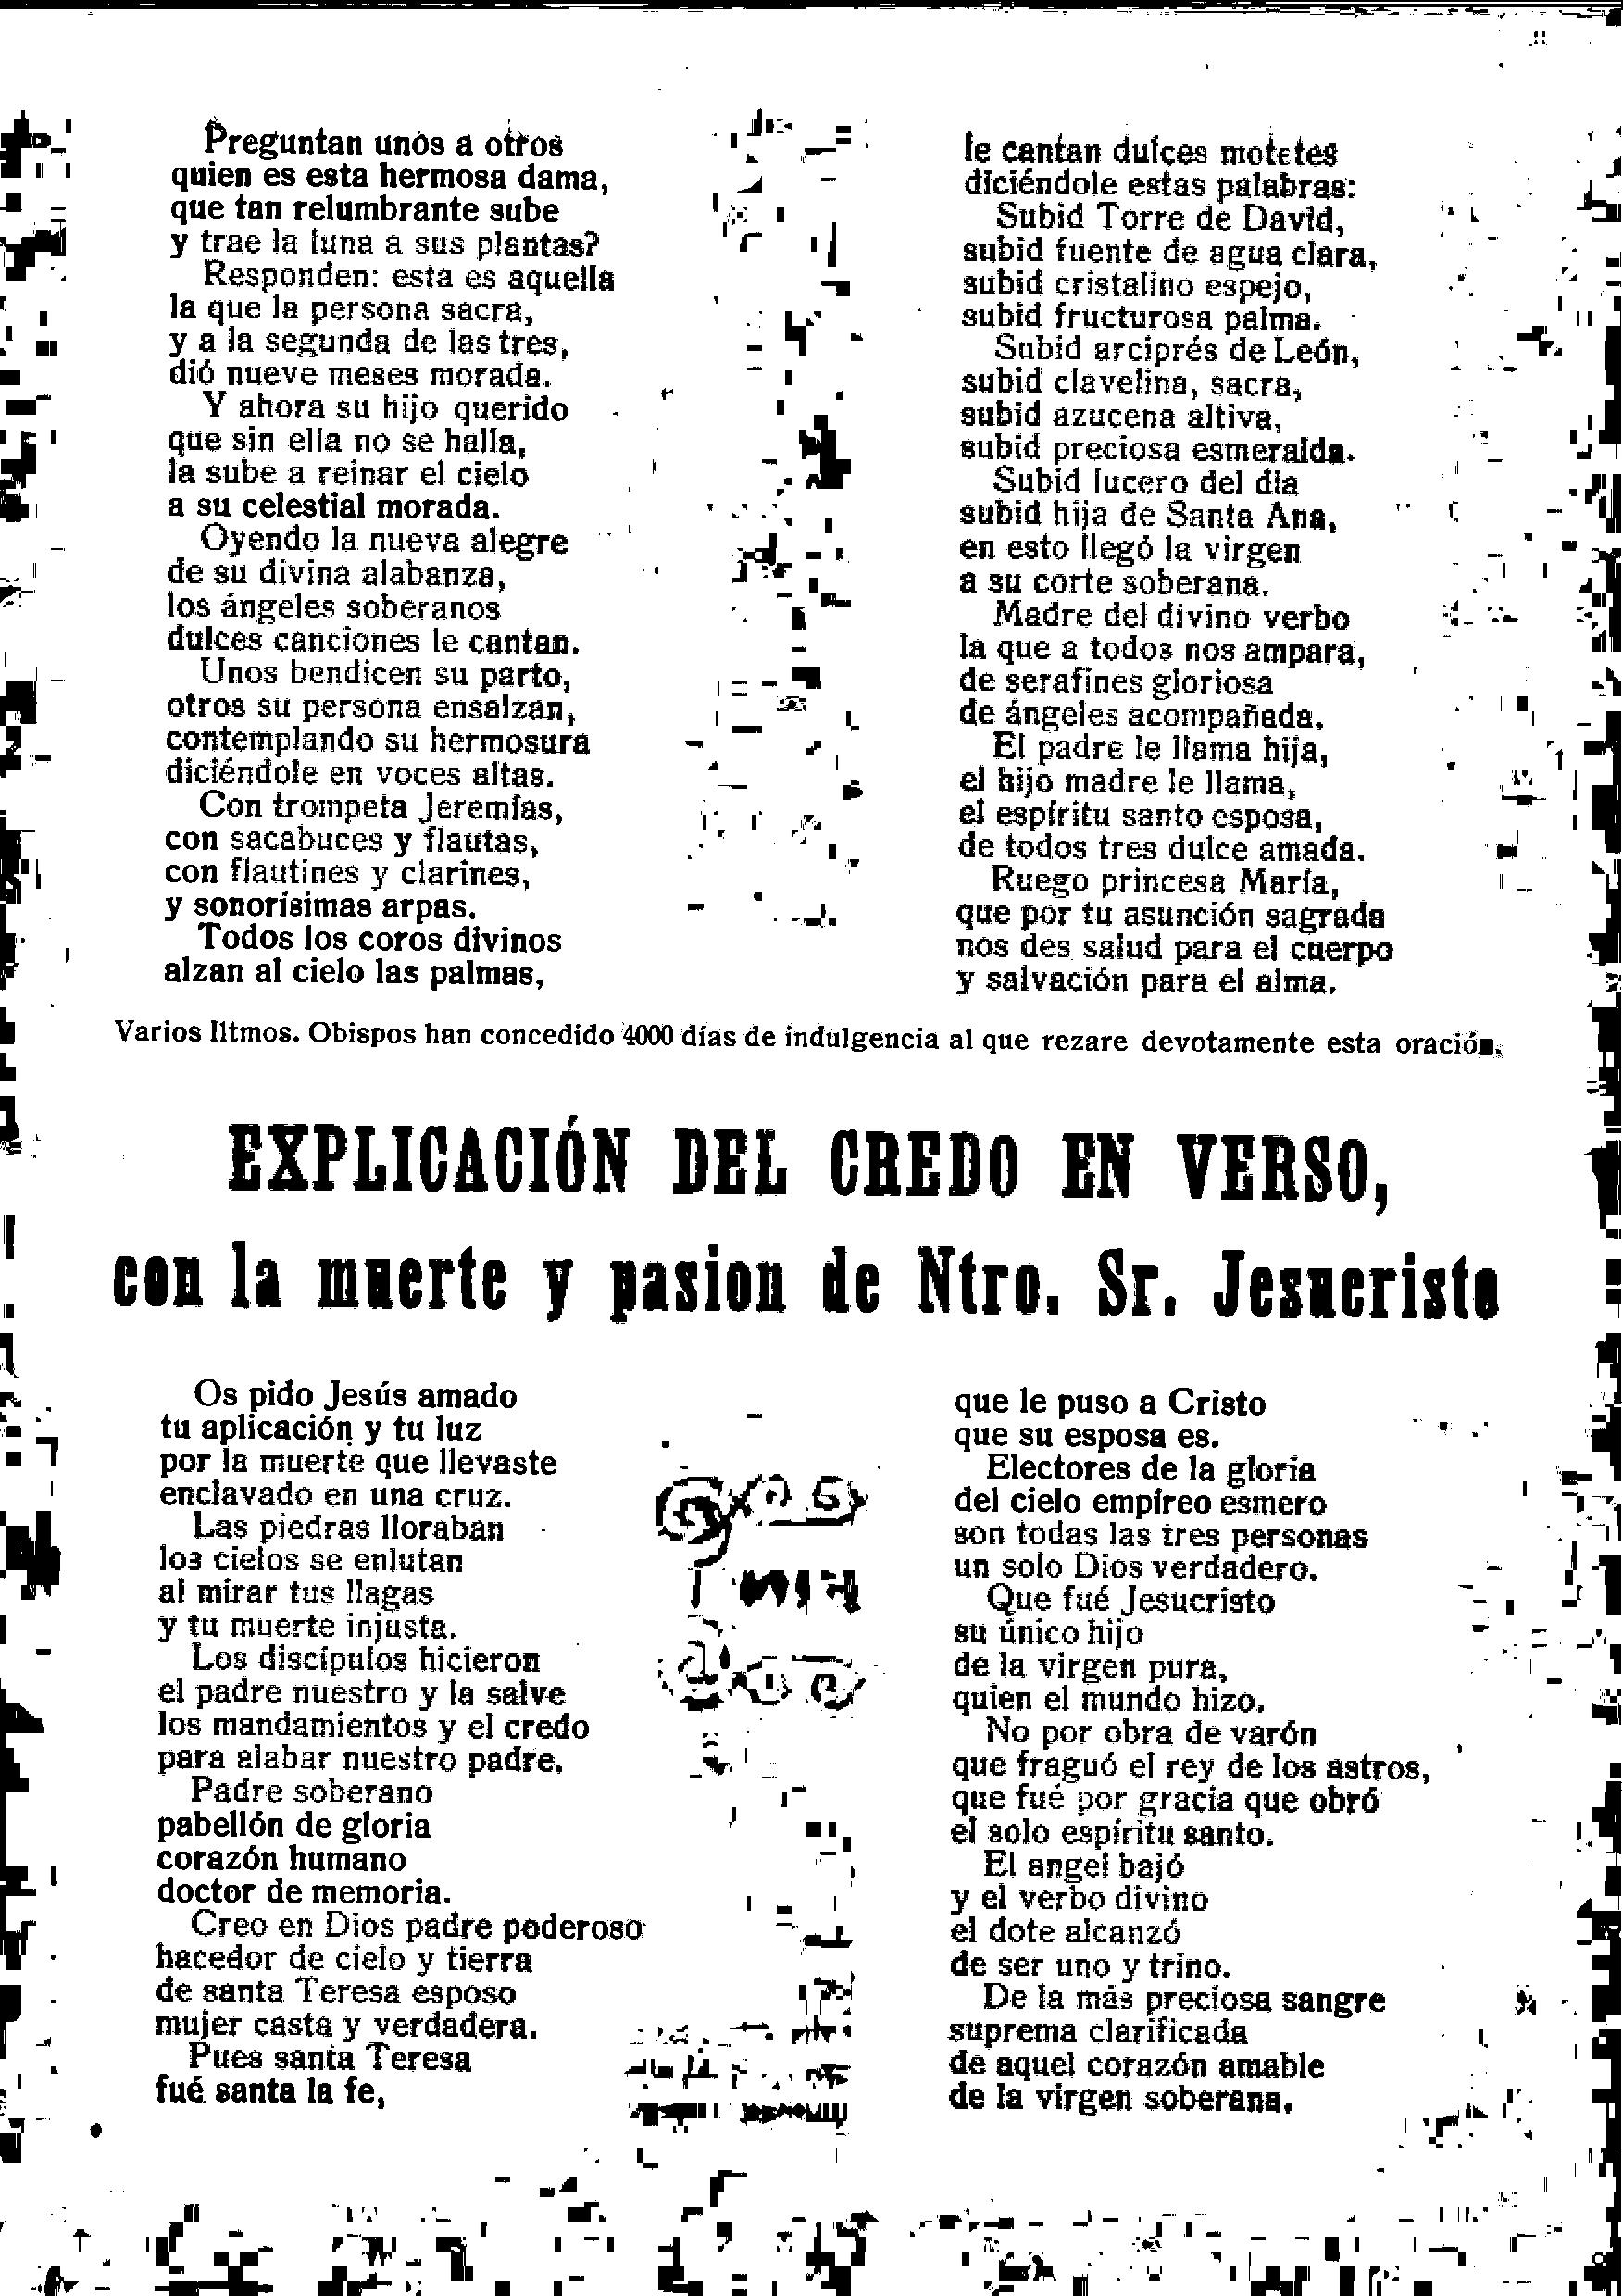 Preguntan unos a otros
quien es esta hermosa dama,
que tan relumbrante sube
y trae la luna a sus plantas?
Responden: esta es aquella
la que la persona sacra,
y a la segunda de las tres,
dió nueve meses morada.
Y ahora su hijo querido
que sin ella no se halla,
la sube a reinar el cielo
a su celestial morada.
Oyendo la nueva alegre
de su divina alabanza,
los ángeles soberanos
dulces canciones le cantan.
Unos bendicen su parto,
otros su persona ensalzan,
contemplando su hermosura
diciéndole en voces altas.
Con trompeta Jeremías,
con sacabuces y flautas,
con flautines y clarines,
y sonorísimas arpas.
Todos los coros divinos
alzan al cielo las palmas,
le cantan dulces motetes
diciéndole estas palabras:
Subid Torre de David,
subid fuente de agua clara,
subid cristalino espejo,
subid fructurosa palma.
Subid arciprés de León,
subid clavelina, sacra,
subid azucena altiva,
subid preciosa esmeralda.
Subid lucero del dia
subid hija de Santa Ana,
en esto llegó la virgen
a su corte soberana.
Madre del divino verbo
la que a todos nos ampara,
de serafines gloriosa
de ángeles acompañada.
El padre le llama hija,
el hijo madre le llama,
el espíritu santo esposa,
de todos tres dulce amada.
Ruego princesa María,
que por tu asunción sagrada
nos des salud para el cuerpo
y salvación para el alma.
Varios Iltmos. Obispos han concedido 4000 días de indulgencia al que rezare devotamente esta oración.
EXPLICACIÓN DEL CREDO EN VERSO,
con la muerte y pasion de Ntro. Sr. Jesucristo
Os pido Jesús amado
tu aplicación y tu luz
por la muerte que llevaste
enclavado en una cruz.
Las piedras lloraban
los cielos se enlutan
al mirar tus llagas
y tu muerte injusta.
Los discípulos hicieron
el padre nuestro y la salve
los mandamientos y el credo
para alabar nuestro padre.
Padre soberano
pabellón de gloria
corazón humano
doctor de memoria.
Creo en Dios padre poderoso
hacedor de cielo y tierra
de santa Teresa esposo
mujer casta y verdadera.
Pues santa Teresa
fué santa la fe,
que le puso a Cristo
que su esposa es.
Electores de la gloria
del cielo empíreo esmero
son todas las tres personas
un solo Dios verdadero.
Que fué Jesucristo
su único hijo
de la virgen pura,
quien el mundo hizo.
No por obra de varón
que fraguó el rey de los astros,
que fué por gracia que obró
el solo espíritu santo.
El angel bajó
y el verbo divino
el dote alcanzó
de ser uno y trino.
De la más preciosa sangre
suprema clarificada
de aquel corazón amable
de la virgen soberana.